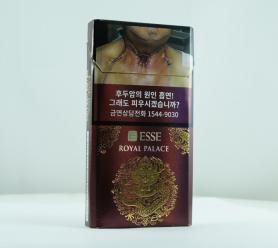 후두암의 원인 흡연!
그래도 피우시겠습니까?
금연상담전화 1544-9030
ESSE
ROYAL PALACE